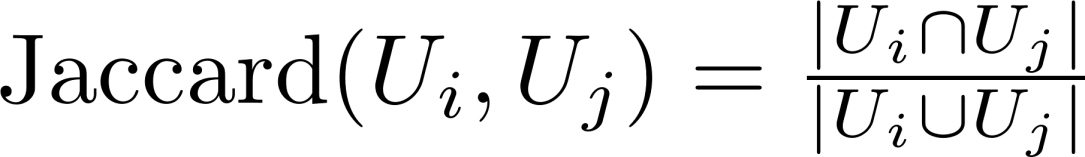 Jaccard(U_i, U_j) = |U_i ∩ U_j| / |U_i ∪ U_j|